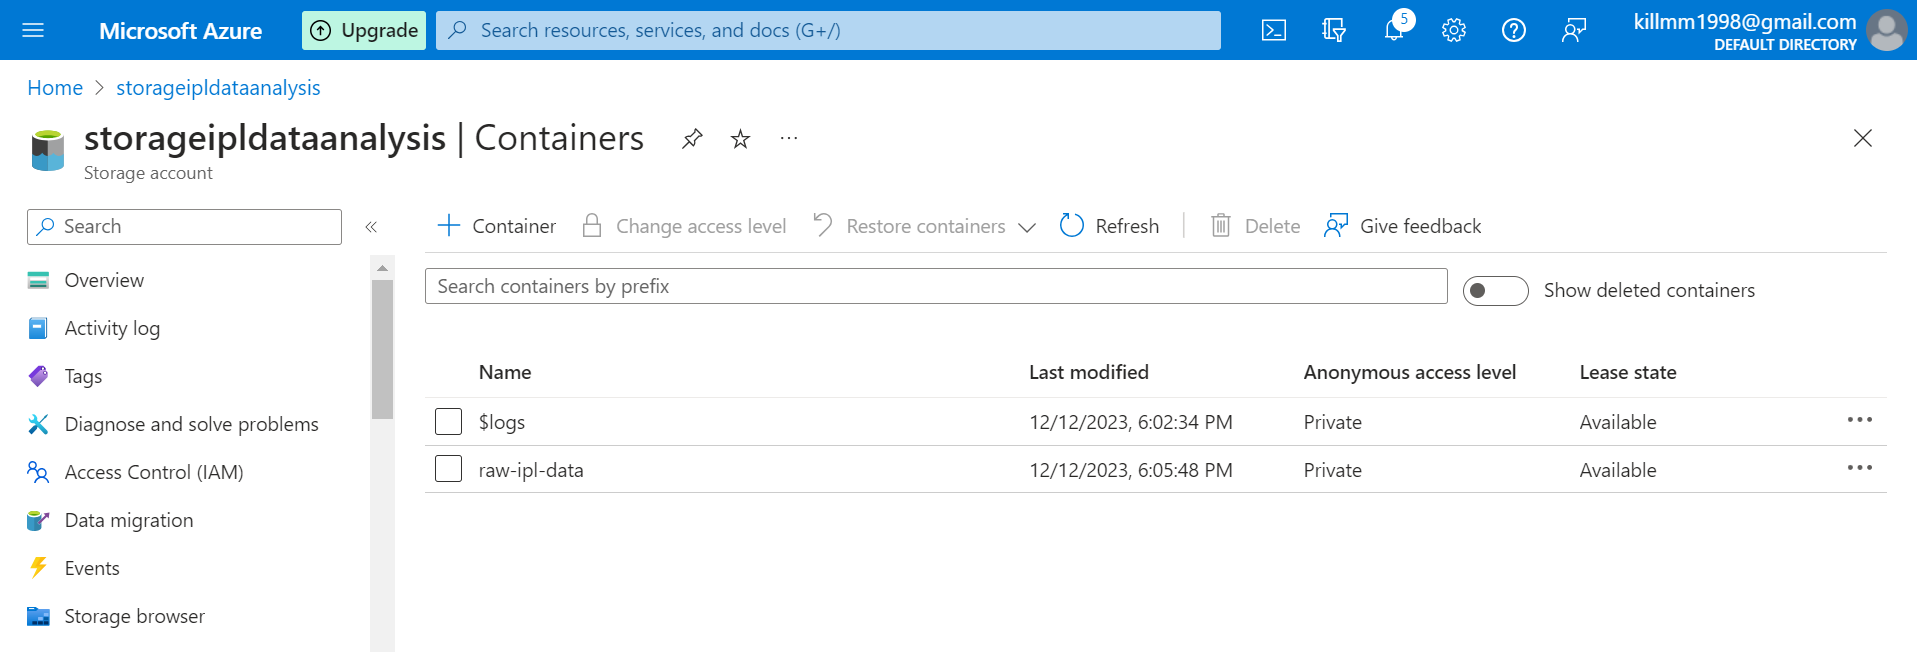 Microsoft Azure
Upgrade
Search resources, services, and docs (G+/)
5
killmm1998@gmail.com
DEFAULT DIRECTORY
Home > storageipldataanalysis
storageipldataanalysis | Containers
Storage account
Search
Container
Change access level
Restore containers
Refresh
Delete
Give feedback
Search containers by prefix
Show deleted containers
Overview
Activity log
Tags
Diagnose and solve problems
Access Control (IAM)
Data migration
Events
Storage browser
Name Last modified Anonymous access level Lease state
$logs 12/12/2023, 6:02:34 PM Private Available
raw-ipl-data 12/12/2023, 6:05:48 PM Private Available